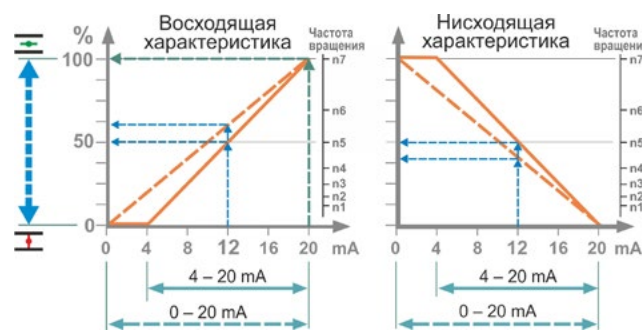 Восходящая
характеристика
%
100
50
0
0 4 8 12 16 20 mA
4 – 20 mA
0 – 20 mA
Частота
вращения
n7
n6
n5
n4
n3
n2
n1
Нисходящая
характеристика
0 4 8 12 16 20 mA
4 – 20 mA
0 – 20 mA
Частота
вращения
n7
n6
n5
n4
n3
n2
n1